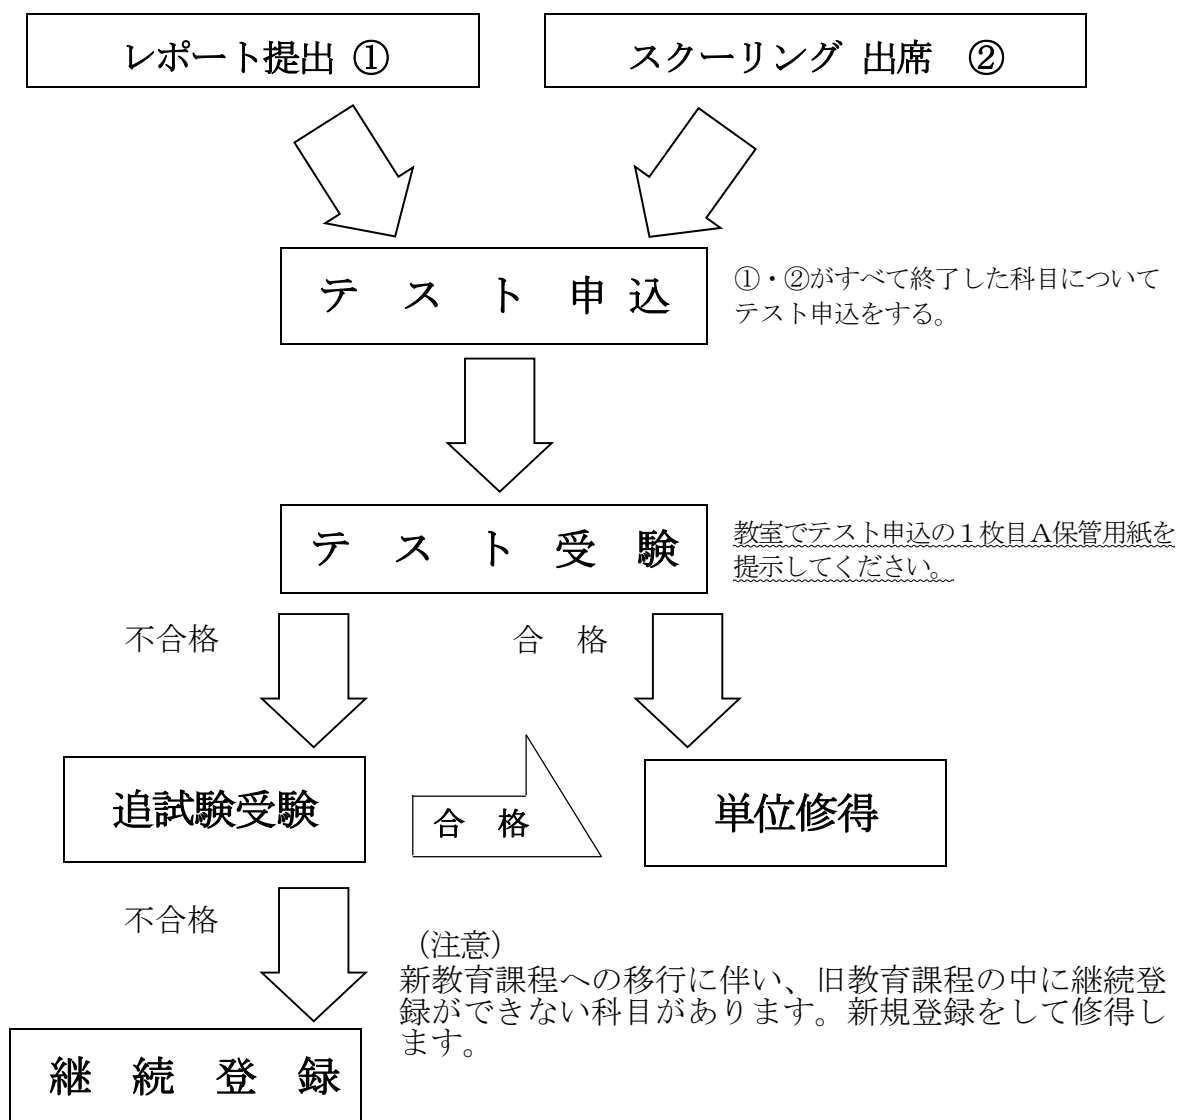 レポート提出 ①
スクーリング 出席 ②
テ ス ト 申 込
①・②がすべて終了した科目について
テスト申込をする。
テ ス ト 受 験
教室でテスト申込の１枚目Ａ保管用紙を
提示してください。
不合格
合 格
追試験受験
合 格
単位修得
不合格
（注意）
新教育課程への移行に伴い、旧教育課程の中に継続登
録ができない科目があります。新規登録をして修得し
ます。
継 続 登 録